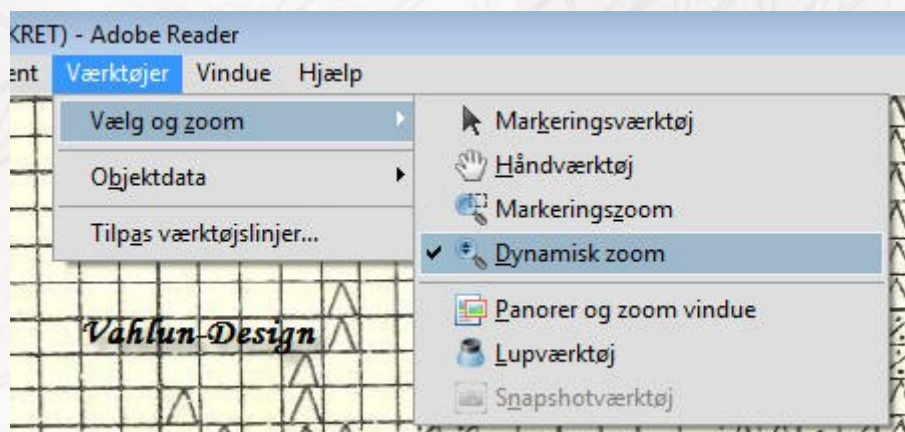 KRET) - Adobe Reader
ent Værktøjer Vindue Hjælp
Vælg og zoom
Objektdata
Tilpas værktøjslinjer...
Markeringsværktøj
Håndværktøj
Markeringszoom
Dynamisk zoom
Panorer og zoom vindue
Lupværktøj
Snapshotværktøj
Vahlun-Design